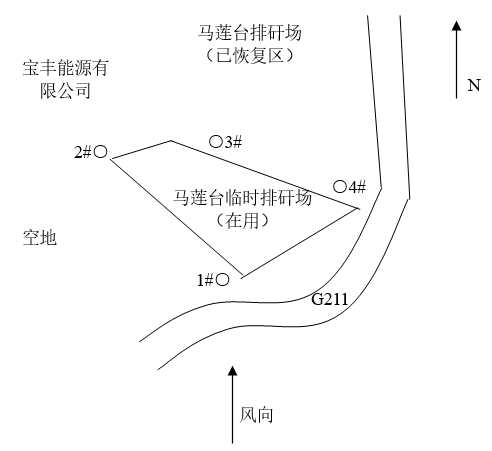 马莲台排矸场
（已恢复区）
宝丰能源有
限公司
N
2#
3#
4#
马莲台临时排矸场
（在用）
空地
1#
G211
风向